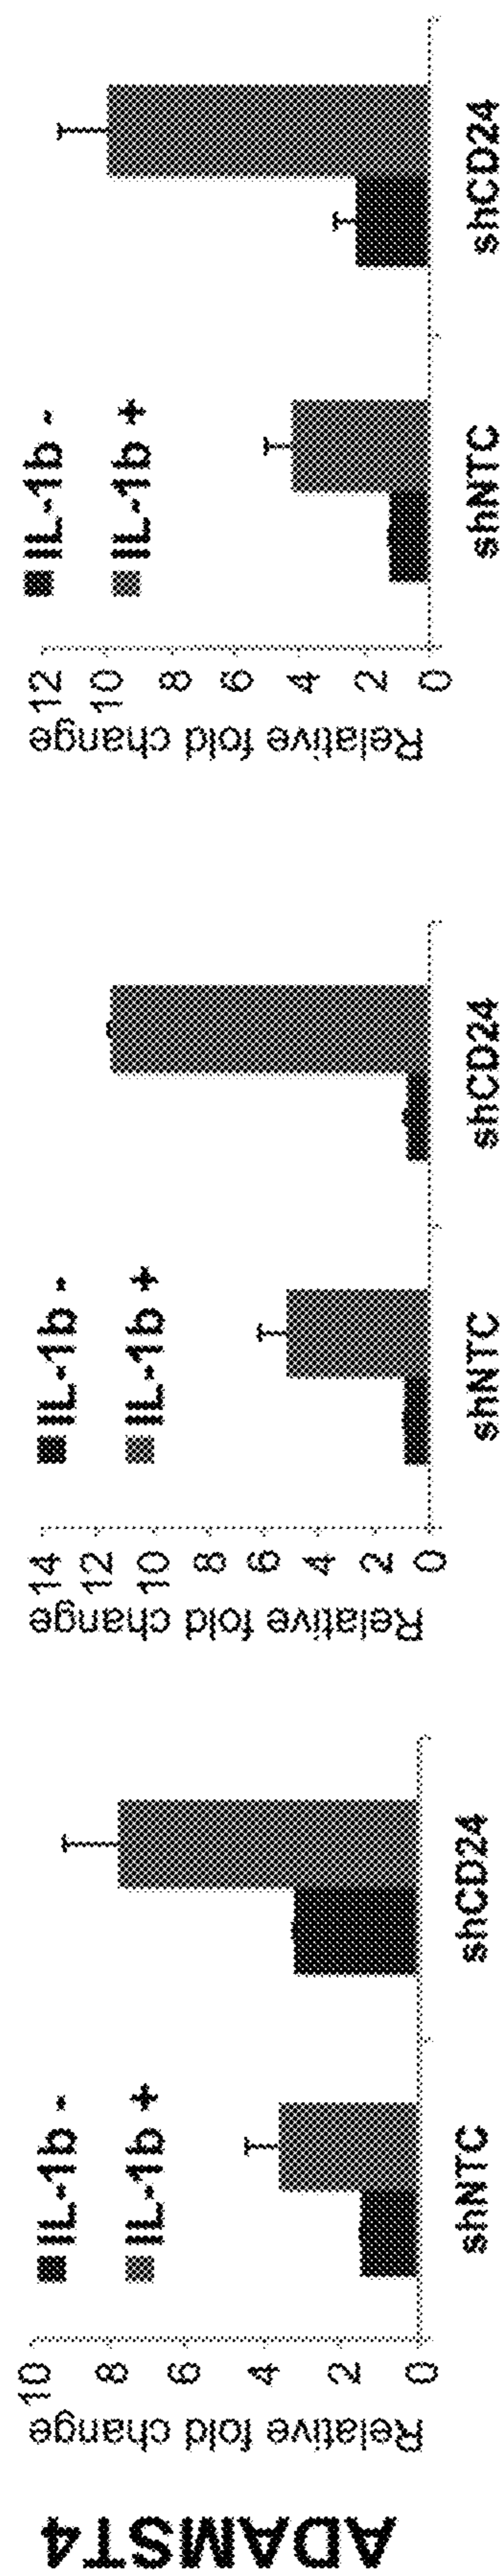 ADAMST4
Relative fold change
10
8
6
4
2
0
IL-1b -
IL-1b +
shNTC
shCD24
Relative fold change
14
12
10
8
6
4
2
0
IL-1b -
IL-1b +
shNTC
shCD24
Relative fold change
12
10
8
6
4
2
0
IL-1b -
IL-1b +
shNTC
shCD24